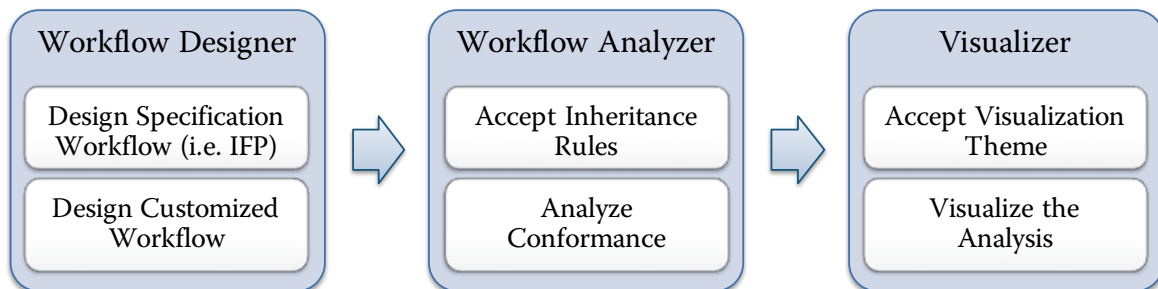 Workflow Designer
Design Specification
Workflow (i.e. IFP)
Design Customized
Workflow
Workflow Analyzer
Accept Inheritance
Rules
Analyze
Conformance
Visualizer
Accept Visualization
Theme
Visualize the
Analysis